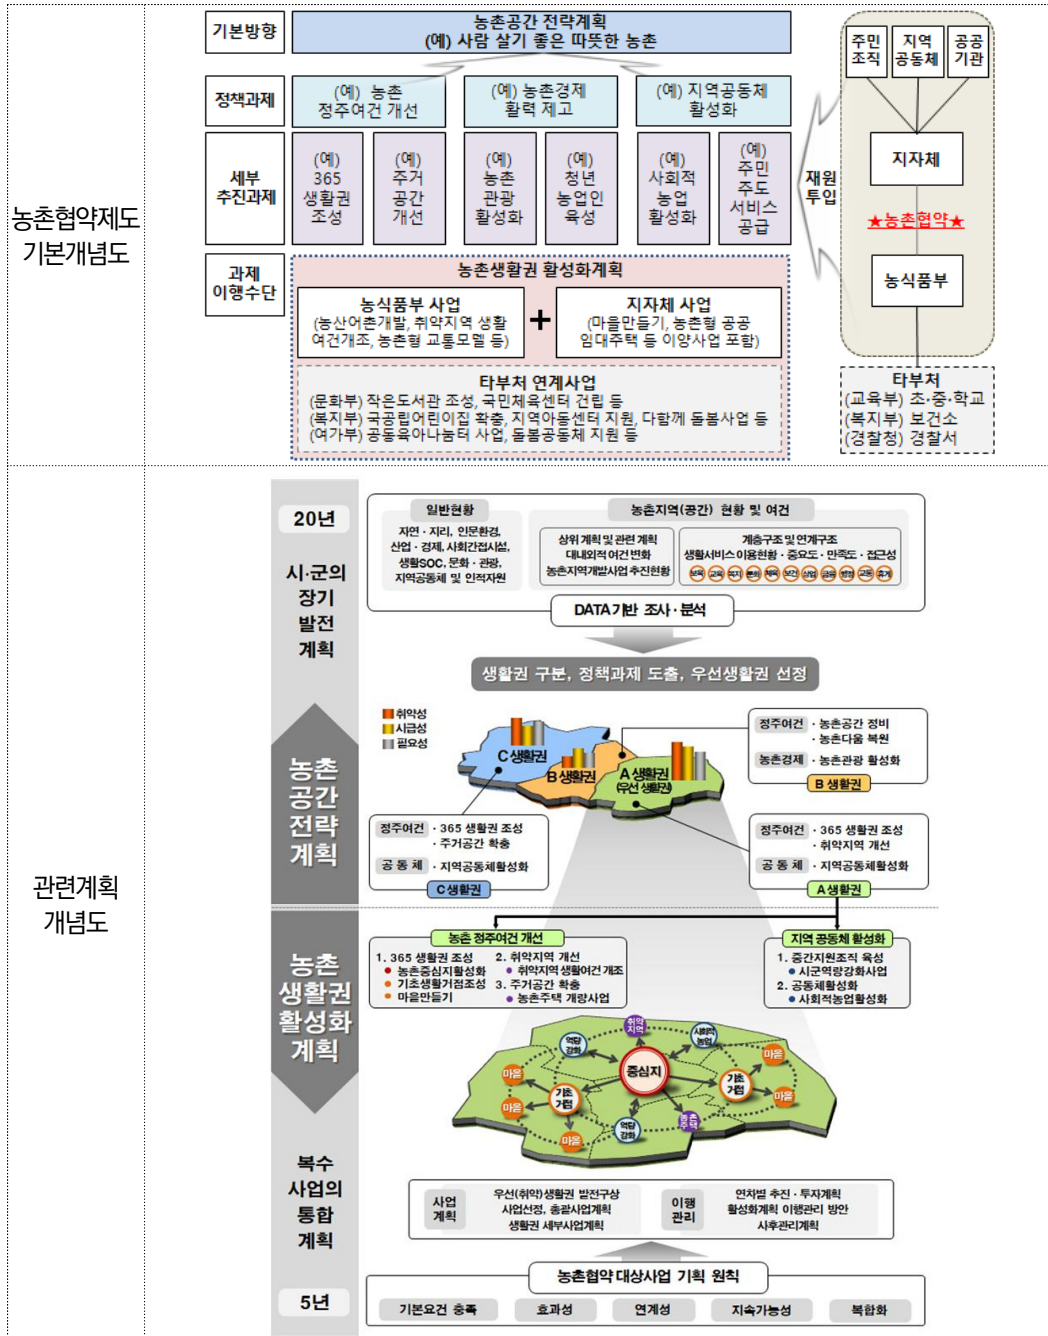 농촌협약제도
기본개념도
기본방향
농촌공간 전략계획
(예) 사람 살기 좋은 따뜻한 농촌
정책과제
(예) 농촌
정주여건 개선
(예) 농촌경제
활력 제고
(예) 지역공동체
활성화
세부
추진과제
(예)
365
생활권
조성
(예)
주거
공간
개선
(예)
농촌
관광
활성화
(예)
청년
농업인
육성
(예)
사회적
농업
활성화
(예)
주민
주도
서비스
공급
과제
이행수단
농촌생활권 활성화계획
농식품부 사업
(농산어촌개발, 취약지역 생활
여건개조, 농촌형 교통모델 등)
+
지자체 사업
(마을만들기, 농촌형 공공
임대주택 등 이양사업 포함)
타부처 연계사업
(문화부) 작은도서관 조성, 국민체육센터 건립 등
(복지부) 국공립어린이집 확충, 지역아동센터 지원, 다함께 돌봄사업 등
(여가부) 공동육아나눔터 사업, 돌봄공동체 지원 등
재원
투입
주민
조직
지역
공동체
공공
기관
지자체
★농촌협약★
농식품부
타부처
(교육부) 초·중·학교
(복지부) 보건소
(경찰청) 경찰서
관련계획
개념도
20년
시·군의
장기
발전
계획
농촌
공간
전략
계획
농촌
생활권
활성화
계획
복수
사업의
통합
계획
5년
일반현황
자연·지리, 인문환경,
산업·경제, 사회간접시설,
생활SOC, 문화·관광,
지역공동체 및 인적자원
농촌지역(공간) 현황 및 여건
상위 계획 및 관련 계획
대내외적 여건 변화
농촌지역개발사업 추진현황
계층구조 및 연계구조
생활서비스 이용현황·중요도·만족도·접근성
보육 교육 복지 문화 체육 보건 상업 금융 행정 교통 휴게
DATA기반 조사·분석
생활권 구분, 정책과제 도출, 우선생활권 선정
취약성
시급성
필요성
C 생활권
B 생활권
A 생활권
(우선 생활권)
정주여건 · 농촌공간 정비
· 농촌다움 복원
농촌경제 · 농촌관광 활성화
B 생활권
정주여건 · 365 생활권 조성
· 주거공간 확충
공 동 체 · 지역공동체활성화
C 생활권
정주여건 · 365 생활권 조성
· 취약지역 개선
공 동 체 · 지역공동체활성화
A 생활권
농촌 정주여건 개선
1. 365 생활권 조성
농촌중심지활성화
기초생활거점조성
마을만들기
2. 취약지역 개선
취약지역 생활여건 개조
3. 주거공간 확충
농촌주택 개량사업
지역 공동체 활성화
1. 중간지원조직 육성
시군역량강화사업
2. 공동체활성화
사회적농업활성화
취약
지역
역량
강화
사회적
농업
중심지
마을
마을
기초
거점
마을
기초
거점
마을
마을
역량
강화
농촌
주택
사업
계획
우선(취약)생활권 발전구상
사업선정, 총괄사업계획
생활권 세부사업계획
이행
관리
연차별 추진·투자계획
활성화계획 이행관리 방안
사후관리계획
농촌협약 대상사업 기획 원칙
기본요건 충족
효과성
연계성
지속가능성
복합화